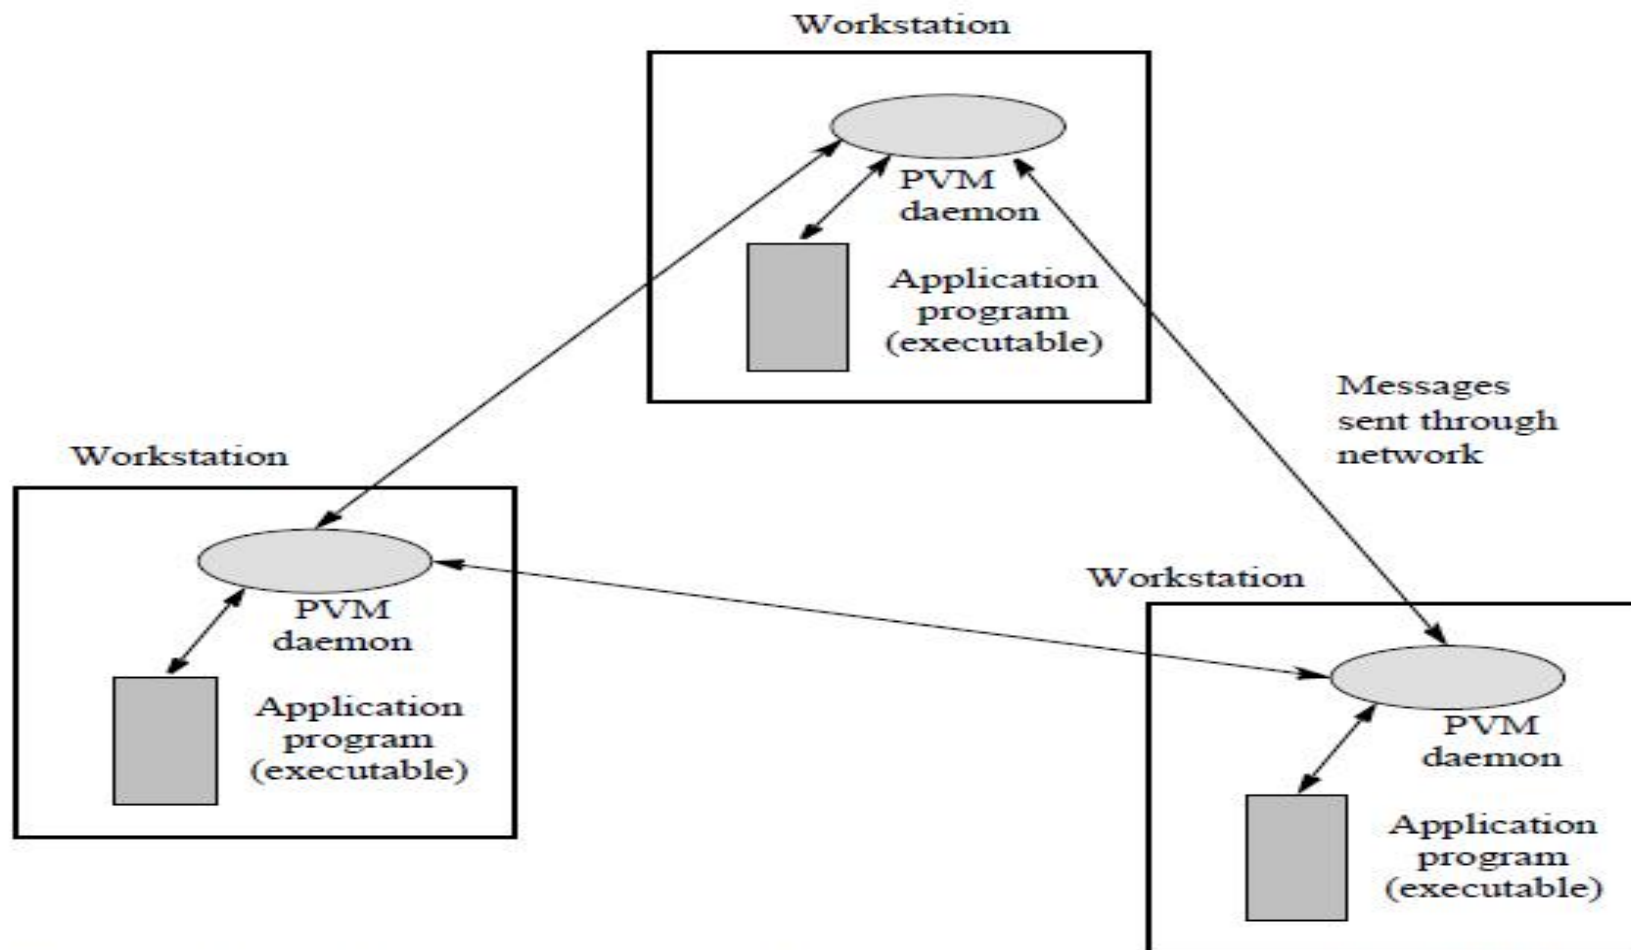 Workstation
PVM
daemon
Application
program
(executable)
Messages
sent through
network
Workstation
PVM
daemon
Application
program
(executable)
Workstation
PVM
daemon
Application
program
(executable)